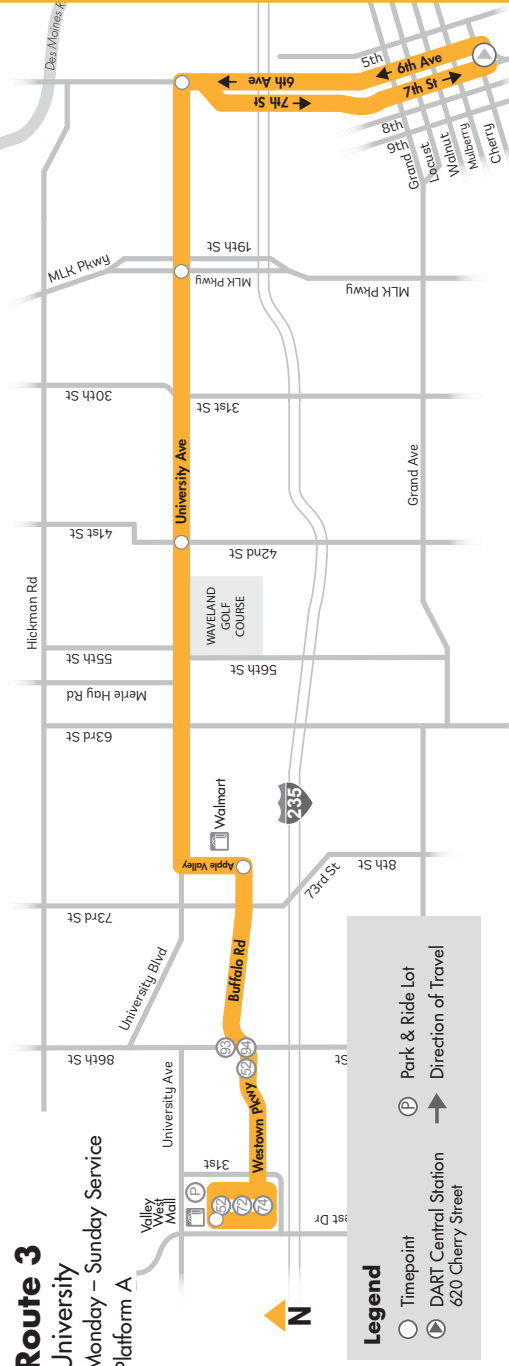 Route 3
University
Monday – Sunday Service
Platform A
Valley
West
Mall
P
52
72
74
University Ave
31st
Westown Pkwy
86th St
University Blvd
93
52
94
Buffalo Rd
73rd St
Apple Valley
Walmart
73rd St
8th St
235
Hickman Rd
63rd St
Merle Hay Rd
55th St
56th St
WAVELAND
GOLF
COURSE
41st St
42nd St
University Ave
30th St
31st St
Grand Ave
MLK Pkwy
19th St
MLK Pkwy
MLK Pkwy
Des Moines R
6th Ave
7th St
5th
6th Ave
7th St
8th
9th
Grand
Locust
Walnut
Mulberry
Cherry
est Dr
St
N
Legend
Timepoint
DART Central Station
620 Cherry Street
P Park & Ride Lot
Direction of Travel